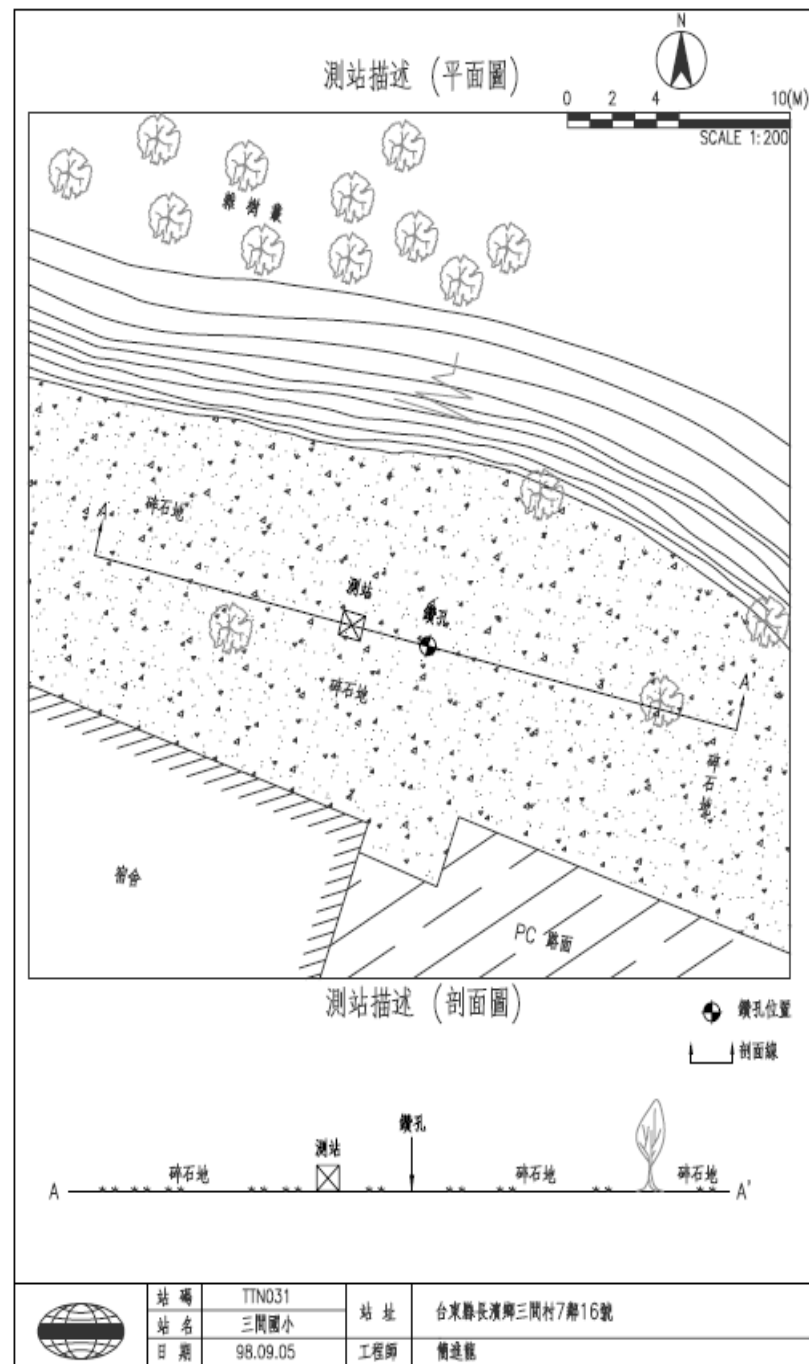 N
測站描述 (平面圖)
0 2 4 10(M)
SCALE 1:200
雜樹叢
碎石地
A
測站
鑽孔
碎石地
A'
碎石地
宿舍
PC 路面
測站描述 (剖面圖)
鑽孔位置
剖面線
鑽孔
測站
碎石地 碎石地 碎石地
A A'
站碼 TTN031 站址 台東縣長濱鄉三間村7鄰16號
站名 三間國小
日期 98.09.05 工程師 簡進龍